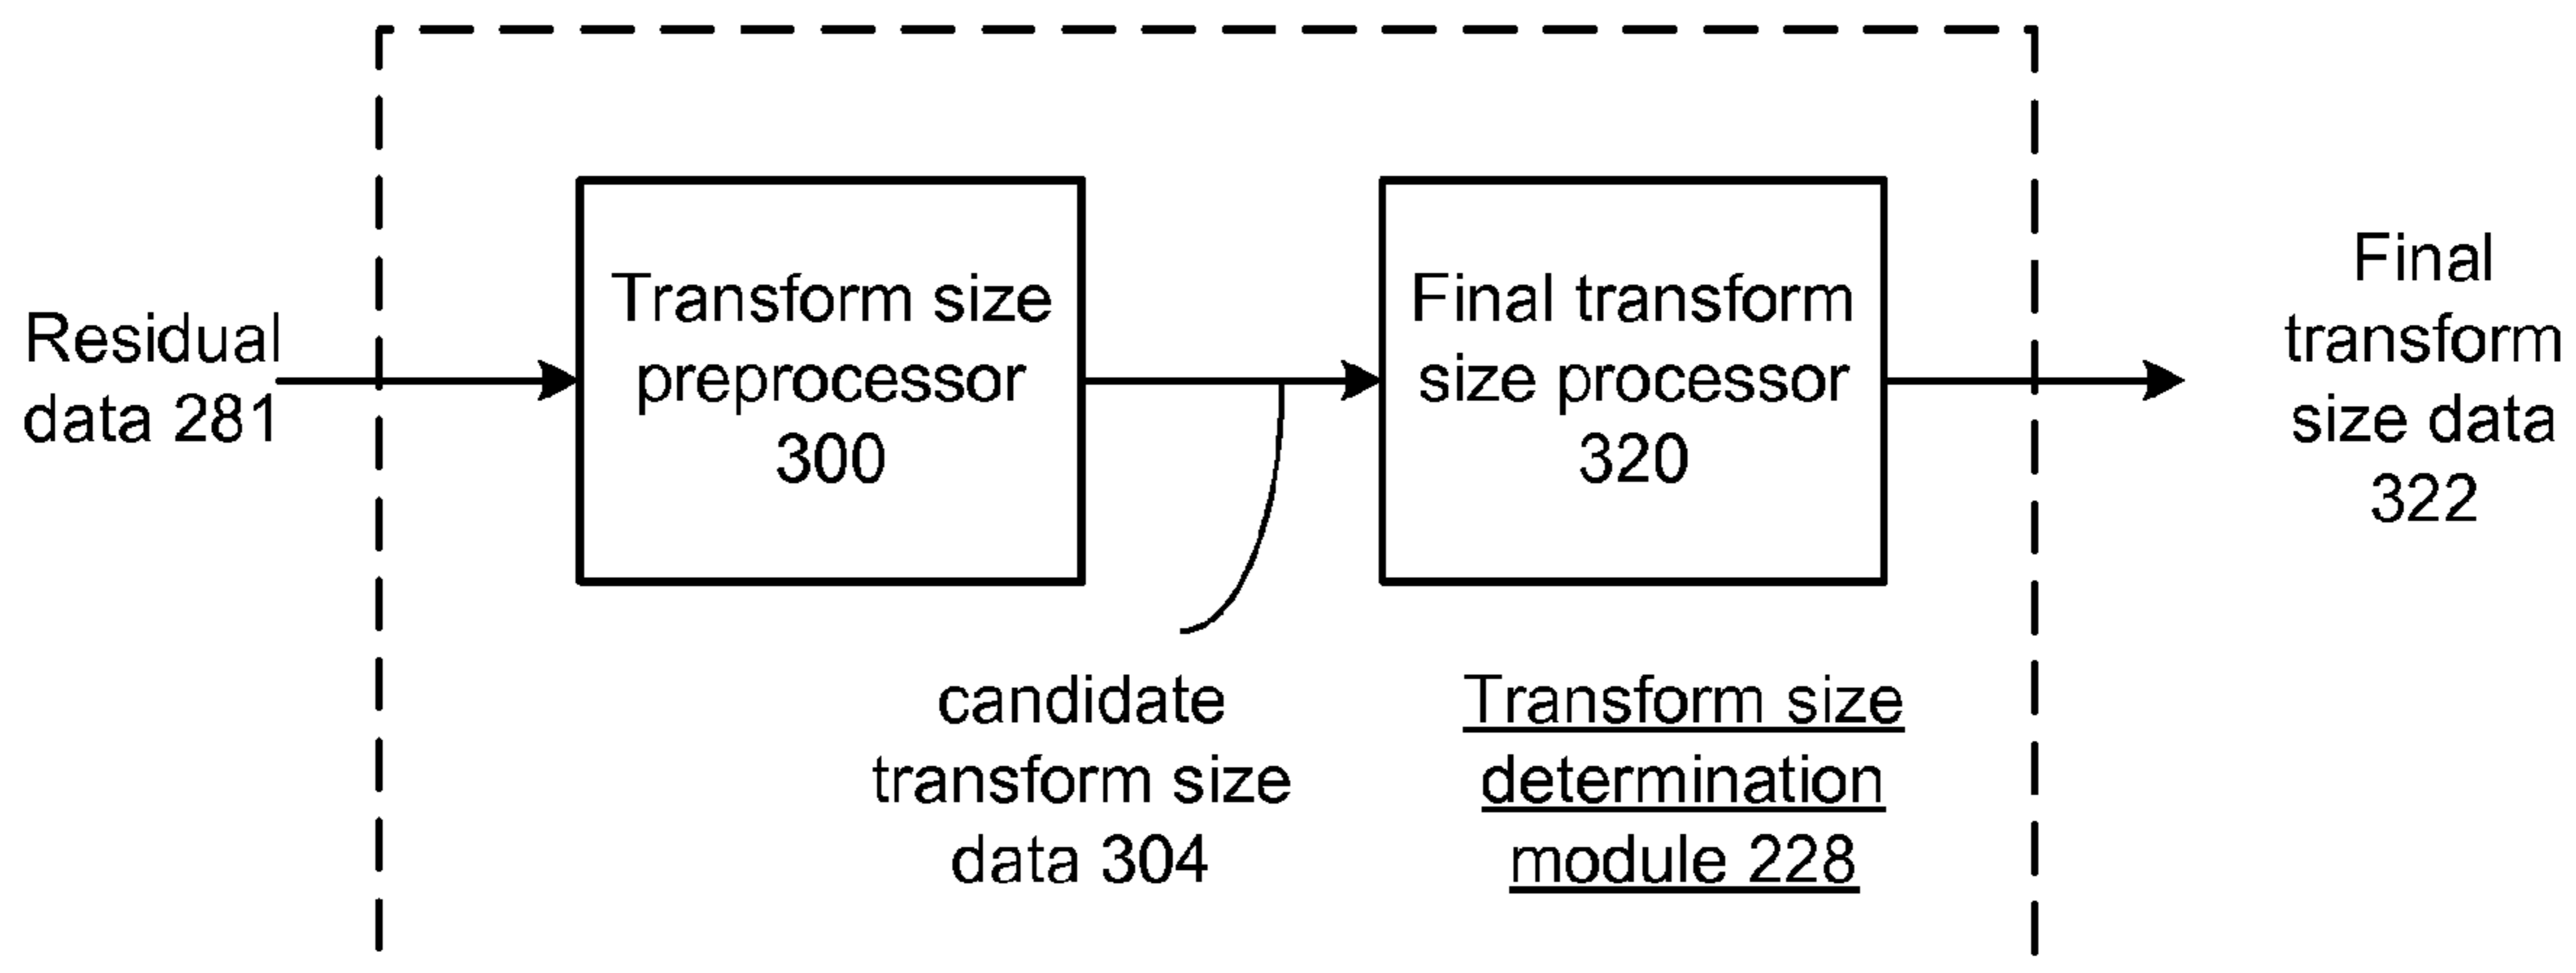 Residual
data 281
Transform size
preprocessor
300
Final transform
size processor
320
Final
transform
size data
322
candidate
transform size
data 304
Transform size
determination
module 228